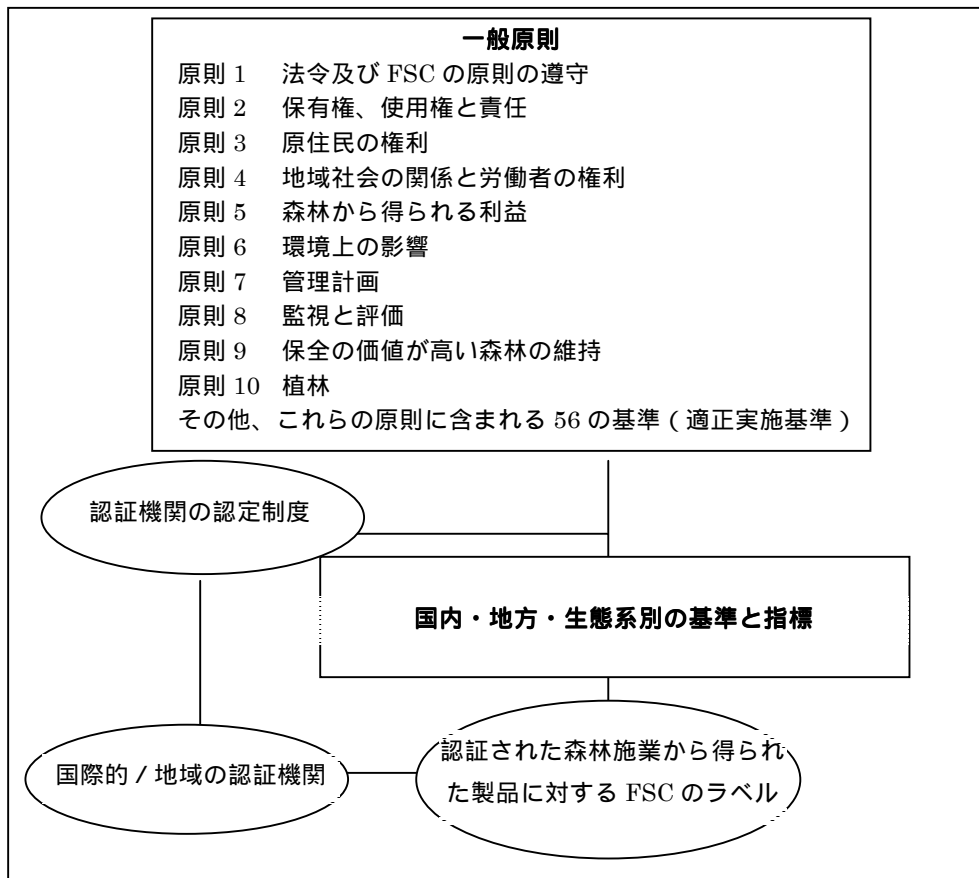 一般原則
原則 1 法令及び FSC の原則の遵守
原則 2 保有権、使用権と責任
原則 3 原住民の権利
原則 4 地域社会の関係と労働者の権利
原則 5 森林から得られる利益
原則 6 環境上の影響
原則 7 管理計画
原則 8 監視と評価
原則 9 保全の価値が高い森林の維持
原則 10 植林
その他、これらの原則に含まれる 56 の基準(適正実施基準)
認証機関の認定制度
国内・地方・生態系別の基準と指標
国際的/地域の認証機関
認証された森林施業から得られ
た製品に対する FSC のラベル